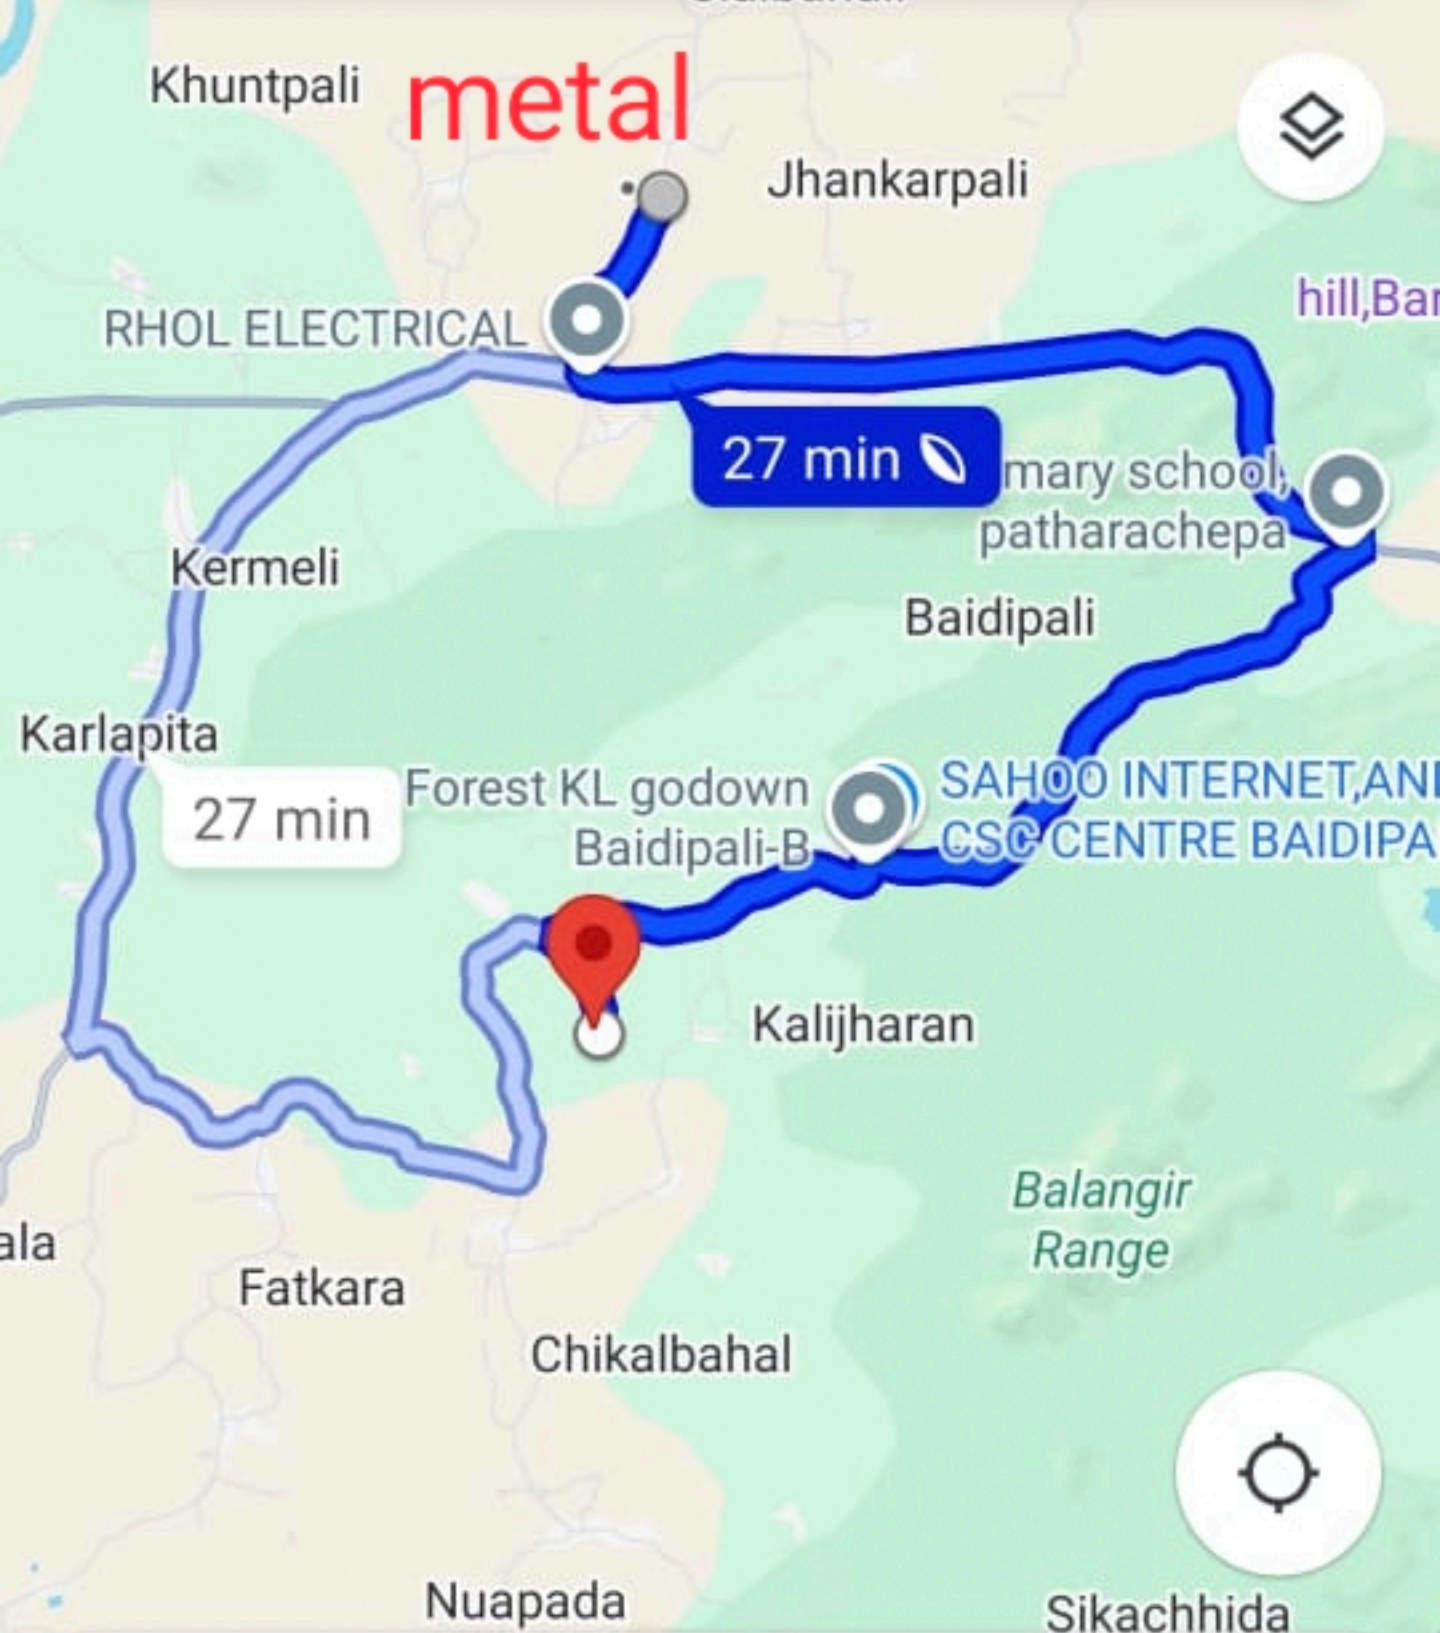 Khuntpali
metal
Jhankarpali
hill,Bar
RHOL ELECTRICAL
27 min
mary school,
patharachepa
Kermeli
Baidipali
Karlapita
27 min
Forest KL godown
Baidipali-B
SAHOO INTERNET,AN
CSC CENTRE BAIDIPA
Kalijharan
Balangir
Range
ala
Fatkara
Chikalbahal
Nuapada
Sikachhida